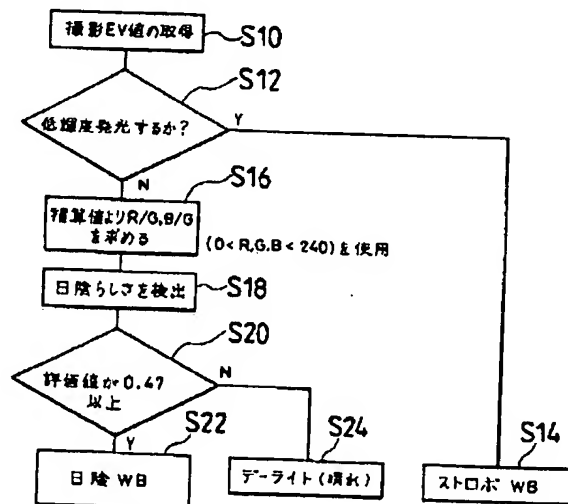 撮影EV値の取得
S10
S12
低輝度発光するか?
Y
N
S16
積算値よりR/G,B/G
を求める
(0<R,G,B<240)を使用
日陰らしさを検出
S18
S20
評価値が0.47
以上
N
Y
S22
日陰 WB
S24
デーライト(晴れ)
S14
ストロボ WB